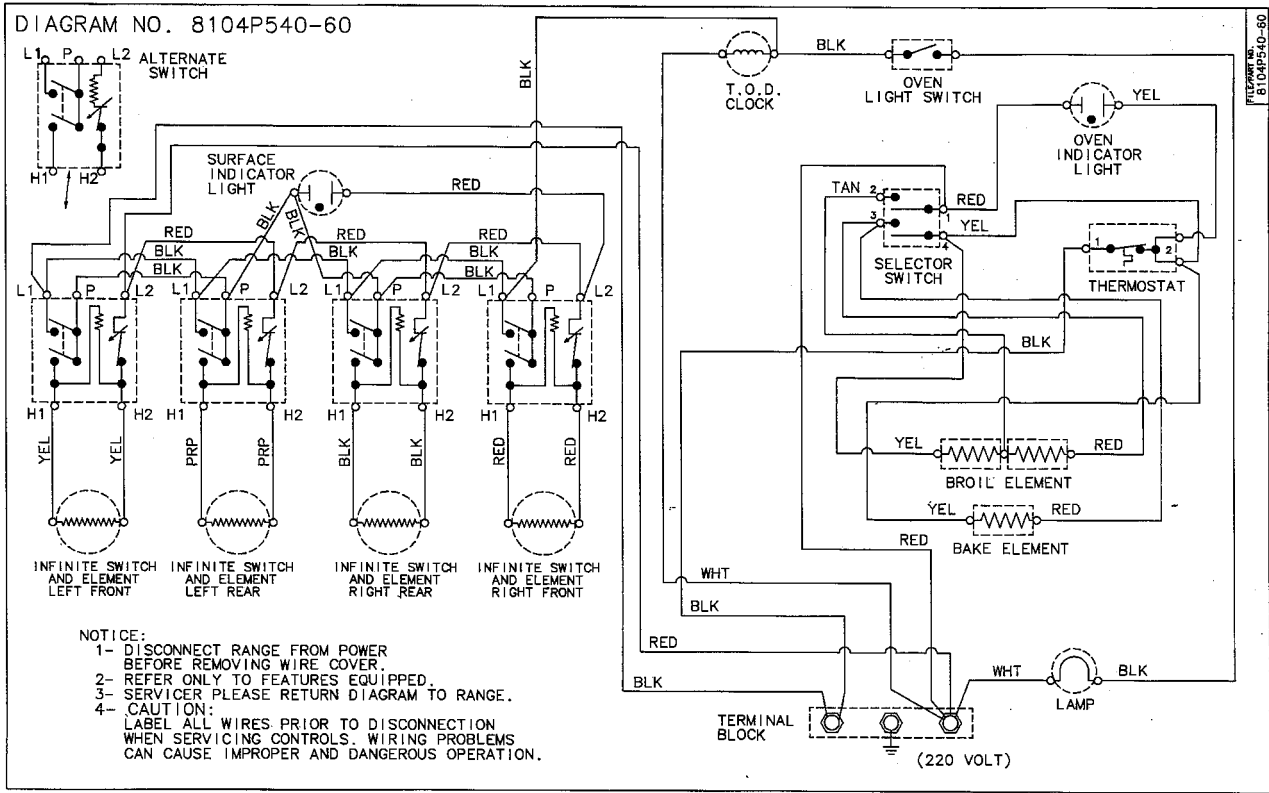 DIAGRAM NO. 8104P540-60
FILE/PART NO.
8104P540-60
L1 P L2
ALTERNATE
SWITCH
H1 H2
BLK
T.O.D.
CLOCK
BLK
OVEN
LIGHT SWITCH
YEL
OVEN
INDICATOR
LIGHT
SURFACE
INDICATOR
LIGHT
RED
BLK
BLK
TAN 2
3
1
4
RED
YEL
SELECTOR
SWITCH
1
2
THERMOSTAT
RED
BLK
BLK
RED
BLK
BLK
RED
BLK
BLK
L1 P L2
L1 P L2
L1 P L2
L1 P L2
BLK
H1 H2
H1 H2
H1 H2
H1 H2
YEL YEL
PRP PRP
BLK BLK
RED RED
YEL
RED
BROIL ELEMENT
YEL
RED
BAKE ELEMENT
RED
INFINITE SWITCH
AND ELEMENT
LEFT FRONT
INFINITE SWITCH
AND ELEMENT
LEFT REAR
INFINITE SWITCH
AND ELEMENT
RIGHT REAR
INFINITE SWITCH
AND ELEMENT
RIGHT FRONT
WHT
BLK
RED
BLK
WHT
BLK
LAMP
TERMINAL
BLOCK
(220 VOLT)
NOTICE:
1- DISCONNECT RANGE FROM POWER
BEFORE REMOVING WIRE COVER.
2- REFER ONLY TO FEATURES EQUIPPED.
3- SERVICER PLEASE RETURN DIAGRAM TO RANGE.
4- CAUTION:
LABEL ALL WIRES PRIOR TO DISCONNECTION
WHEN SERVICING CONTROLS. WIRING PROBLEMS
CAN CAUSE IMPROPER AND DANGEROUS OPERATION.